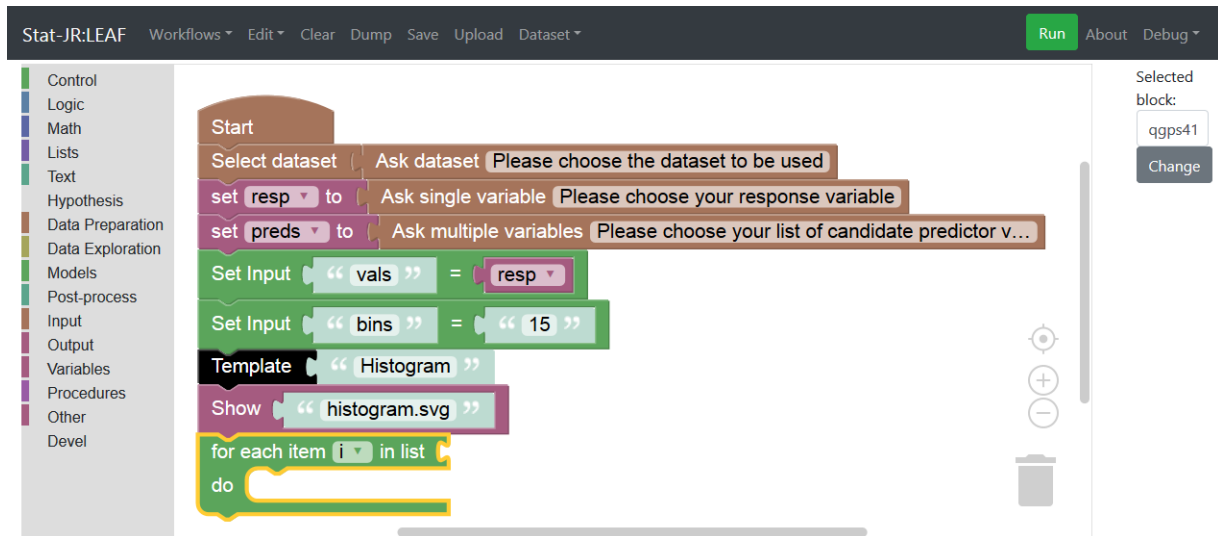 Stat-JR:LEAF Workflows Edit Clear Dump Save Upload Dataset Run About Debug
Control
Logic
Math
Lists
Text
Hypothesis
Data Preparation
Data Exploration
Models
Post-process
Input
Output
Variables
Procedures
Other
Devel
Start
Select dataset Ask dataset Please choose the dataset to be used
set resp to Ask single variable Please choose your response variable
set preds to Ask multiple variables Please choose your list of candidate predictor v...
Set Input “ vals ” = resp
Set Input “ bins ” = “ 15 ”
Template “ Histogram ”
Show “ histogram.svg ”
for each item i in list
do
Selected
block:
qgps41
Change